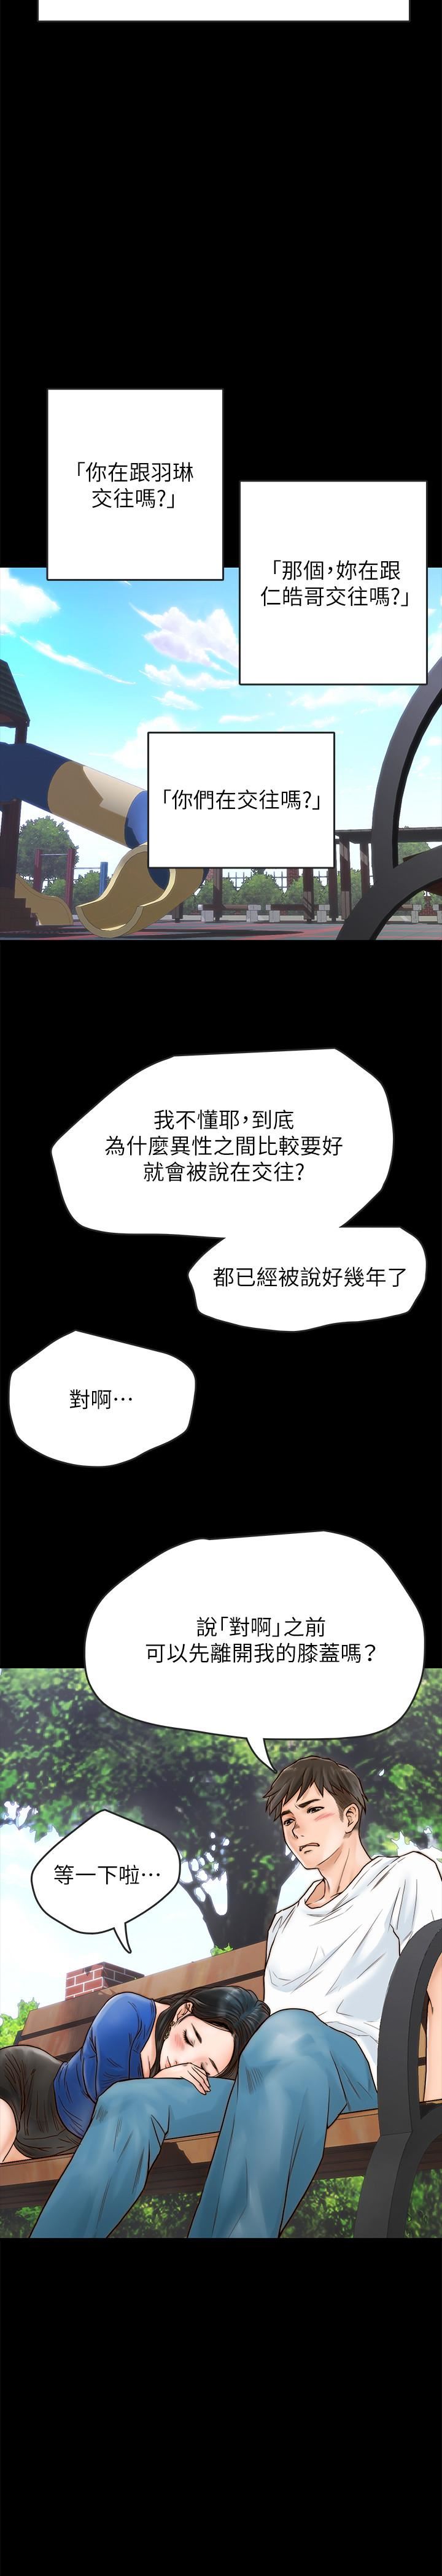 「你在跟羽琳
交往嗎?」
「那個，妳在跟
仁皓哥交往嗎?」
「你們在交往嗎?」
我不懂耶，到底
為什麼異性之間比較要好
就會被說在交往?
都已經被說好幾年了
對啊⋯
說「對啊」之前
可以先離開我的膝蓋嗎?
等一下啦⋯